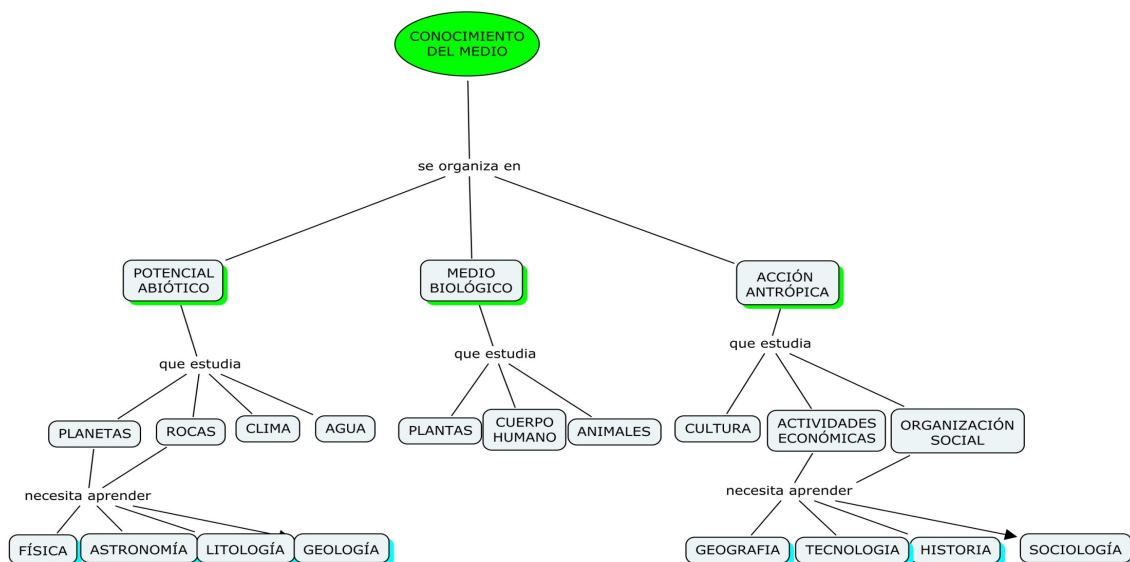 CONOCIMIENTO
DEL MEDIO
se organiza en
POTENCIAL
ABIÓTICO
MEDIO
BIOLÓGICO
ACCIÓN
ANTRÓPICA
que estudia
que estudia
que estudia
PLANETAS
ROCAS
CLIMA
AGUA
PLANTAS
CUERPO
HUMANO
ANIMALES
CULTURA
ACTIVIDADES
ECONÓMICAS
ORGANIZACIÓN
SOCIAL
necesita aprender
necesita aprender
FÍSICA
ASTRONOMÍA
LITOLOGÍA
GEOLOGÍA
GEOGRAFIA
TECNOLOGIA
HISTORIA
SOCIOLOGÍA